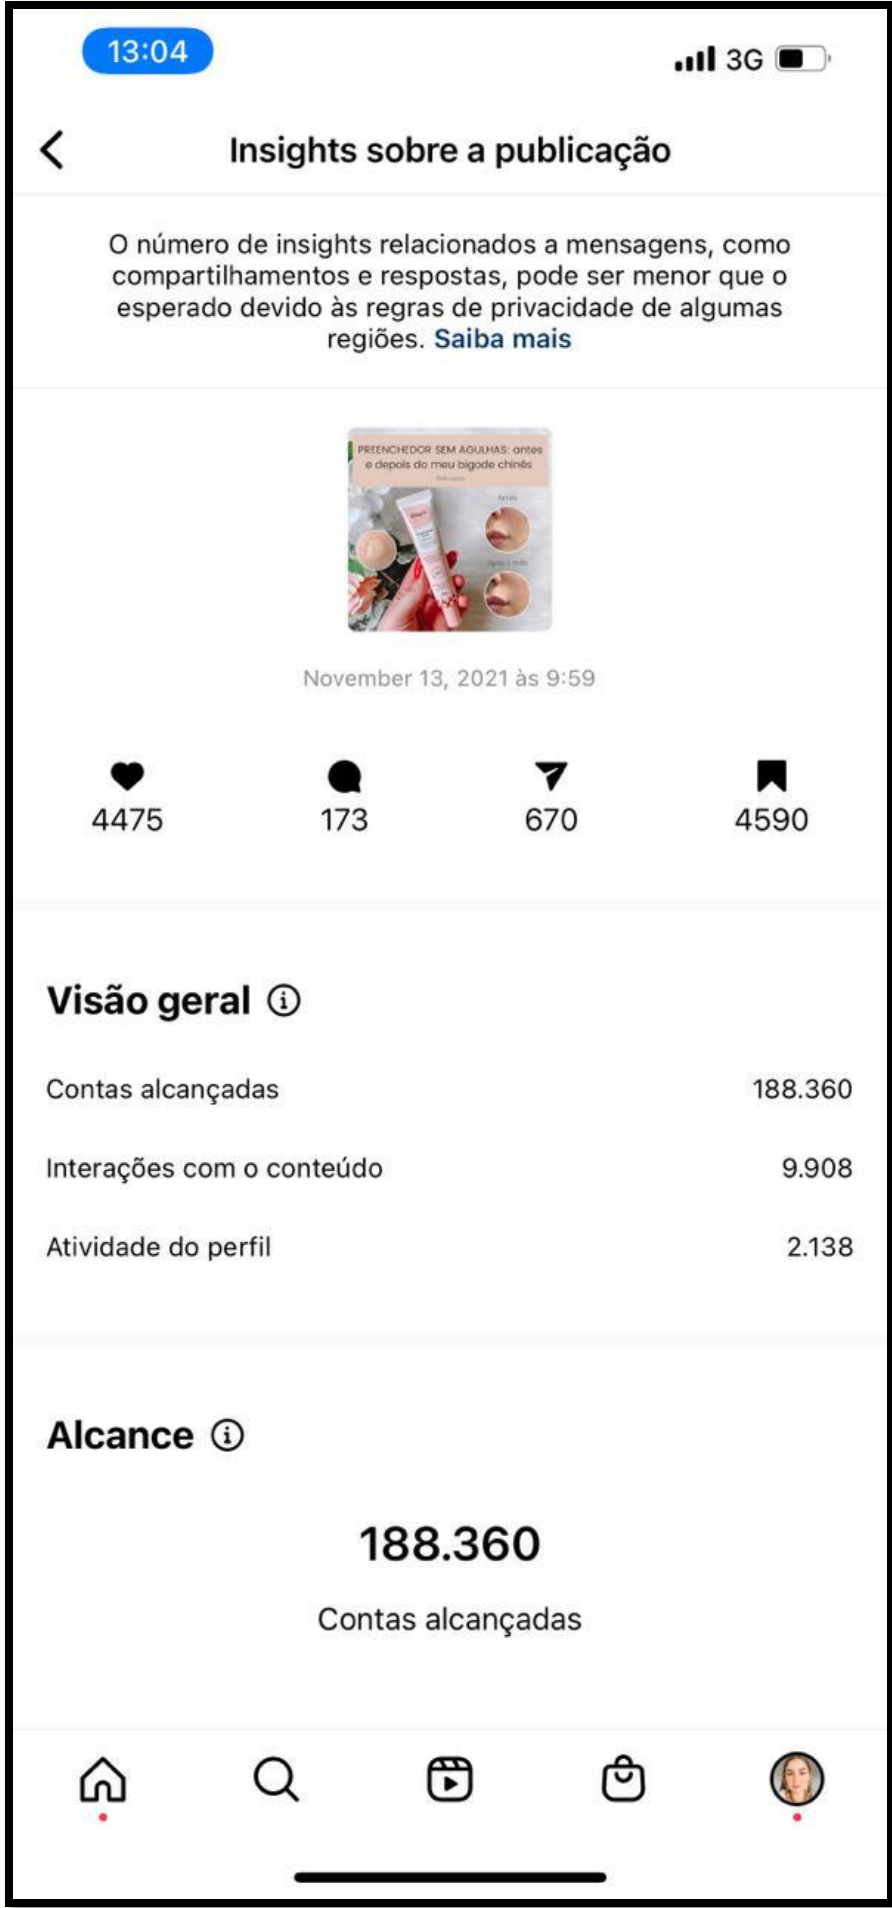 13:04
3G
Insights sobre a publicação
O número de insights relacionados a mensagens, como
compartilhamentos e respostas, pode ser menor que o
esperado devido às regras de privacidade de algumas
regiões. Saiba mais
PREENCHEDOR SEM AGULHAS: antes
e depois do meu bigode chinês
Antes
Após 1 mês
November 13, 2021 às 9:59
4475
173
670
4590
Visão geral
Contas alcançadas 188.360
Interações com o conteúdo 9.908
Atividade do perfil 2.138
Alcance
188.360
Contas alcançadas